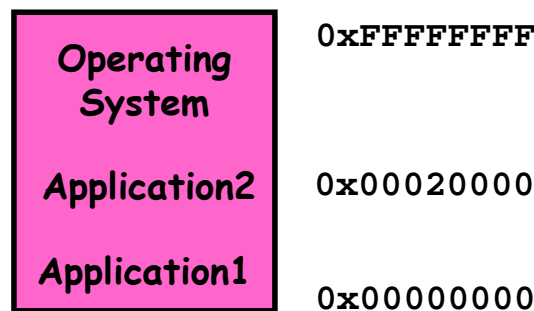 Operating
System
0xFFFFFFFF
Application2
0x00020000
Application1
0x00000000